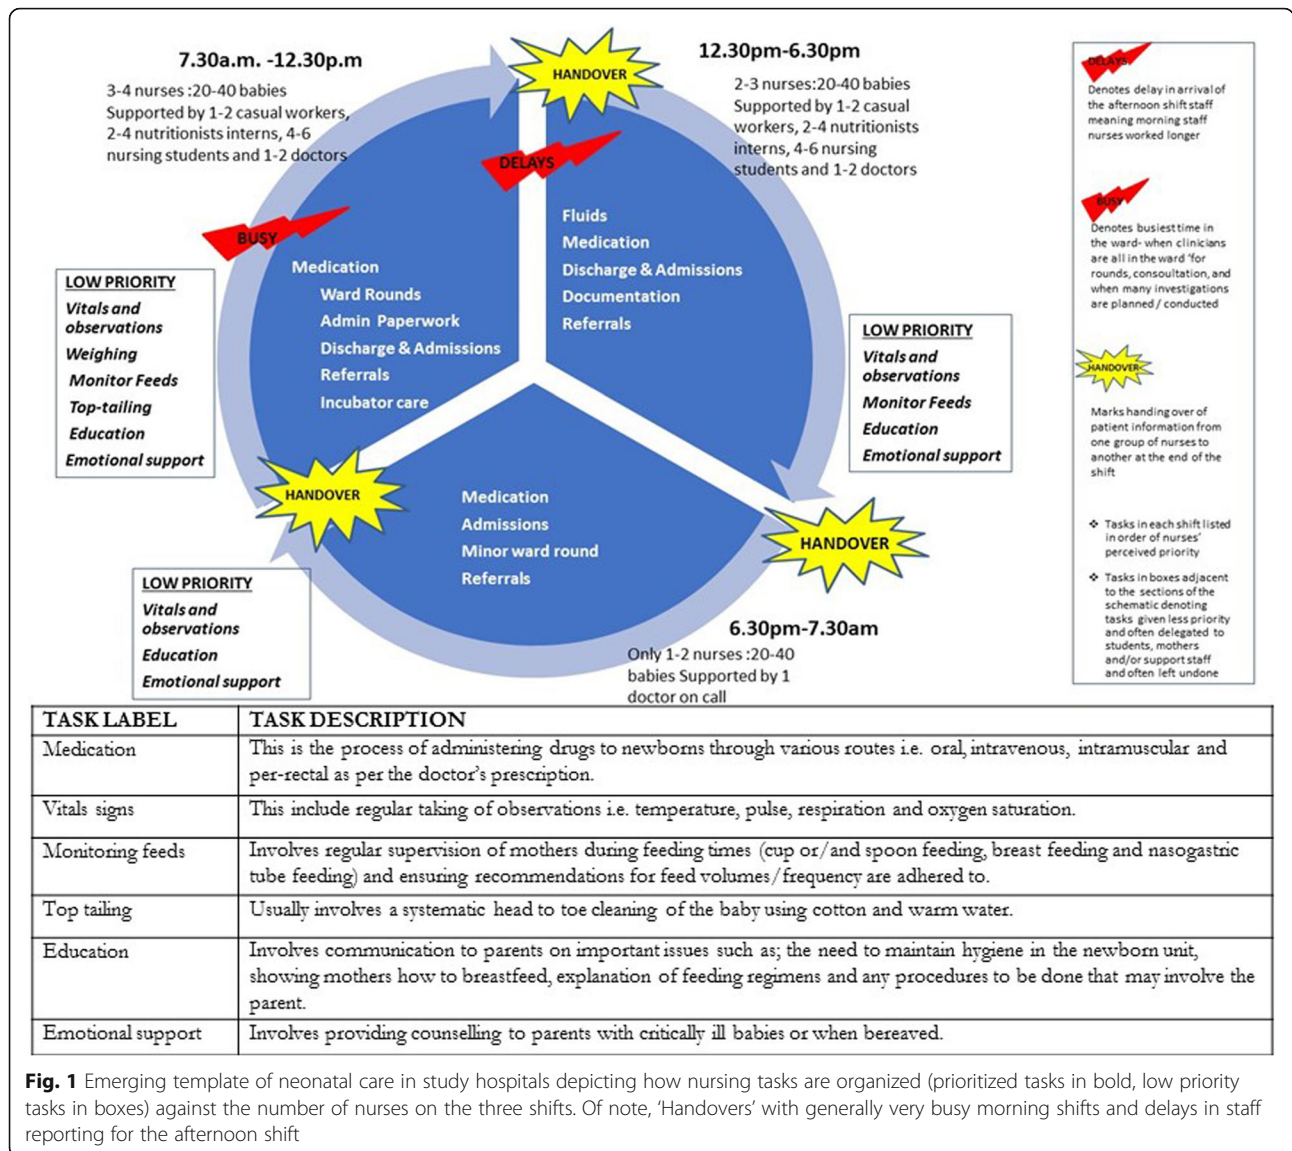 7.30a.m. -12.30p.m
3-4 nurses :20-40 babies
Supported by 1-2 casual workers,
2-4 nutritionists interns, 4-6
nursing students and 1-2 doctors
HANDOVER
12.30pm-6.30pm
2-3 nurses:20-40 babies
Supported by 1-2 casual
workers, 2-4 nutritionists
interns, 4-6 nursing
students and 1-2 doctors
DELAYS
BUSY
Medication
Ward Rounds
Admin Paperwork
Discharge & Admissions
Referrals
Incubator care
Fluids
Medication
Discharge & Admissions
Documentation
Referrals
LOW PRIORITY
Vitals and
observations
Weighing
Monitor Feeds
Top-tailing
Education
Emotional support
LOW PRIORITY
Vitals and
observations
Monitor Feeds
Education
Emotional support
HANDOVER
Medication
Admissions
Minor ward round
Referrals
HANDOVER
LOW PRIORITY
Vitals and
observations
Education
Emotional support
6.30pm-7.30am
Only 1-2 nurses :20-40
babies Supported by 1
doctor on call
DELAYS
Denotes delay in arrival of
the afternoon shift staff
meaning morning staff
nurses worked longer
BUSY
Denotes busiest time in
the ward- when clinicians
are all in the ward 'for
rounds, consoultation, and
when many investigations
are planned / conducted
HANDOVER
Marks handing over of
patient information from
one group of nurses to
another at the end of the
shift
❖ Tasks in each shift listed
in order of nurses'
perceived priority
❖ Tasks in boxes adjacent
to the sections of the
schematic denoting
tasks given less priority
and often delegated to
students, mothers
and/or support staff
and often left undone
TASK LABEL TASK DESCRIPTION
Medication This is the process of administering drugs to newborns through various routes i.e. oral, intravenous, intramuscular and
per-rectal as per the doctor's prescription.
Vitals signs This include regular taking of observations i.e. temperature, pulse, respiration and oxygen saturation.
Monitoring feeds Involves regular supervision of mothers during feeding times (cup or/and spoon feeding, breast feeding and nasogastric
tube feeding) and ensuring recommendations for feed volumes/frequency are adhered to.
Top tailing Usually involves a systematic head to toe cleaning of the baby using cotton and warm water.
Education Involves communication to parents on important issues such as; the need to maintain hygiene in the newborn unit,
showing mothers how to breastfeed, explanation of feeding regimens and any procedures to be done that may involve the
parent.
Emotional support Involves providing counselling to parents with critically ill babies or when bereaved.
Fig. 1 Emerging template of neonatal care in study hospitals depicting how nursing tasks are organized (prioritized tasks in bold, low priority
tasks in boxes) against the number of nurses on the three shifts. Of note, 'Handovers' with generally very busy morning shifts and delays in staff
reporting for the afternoon shift